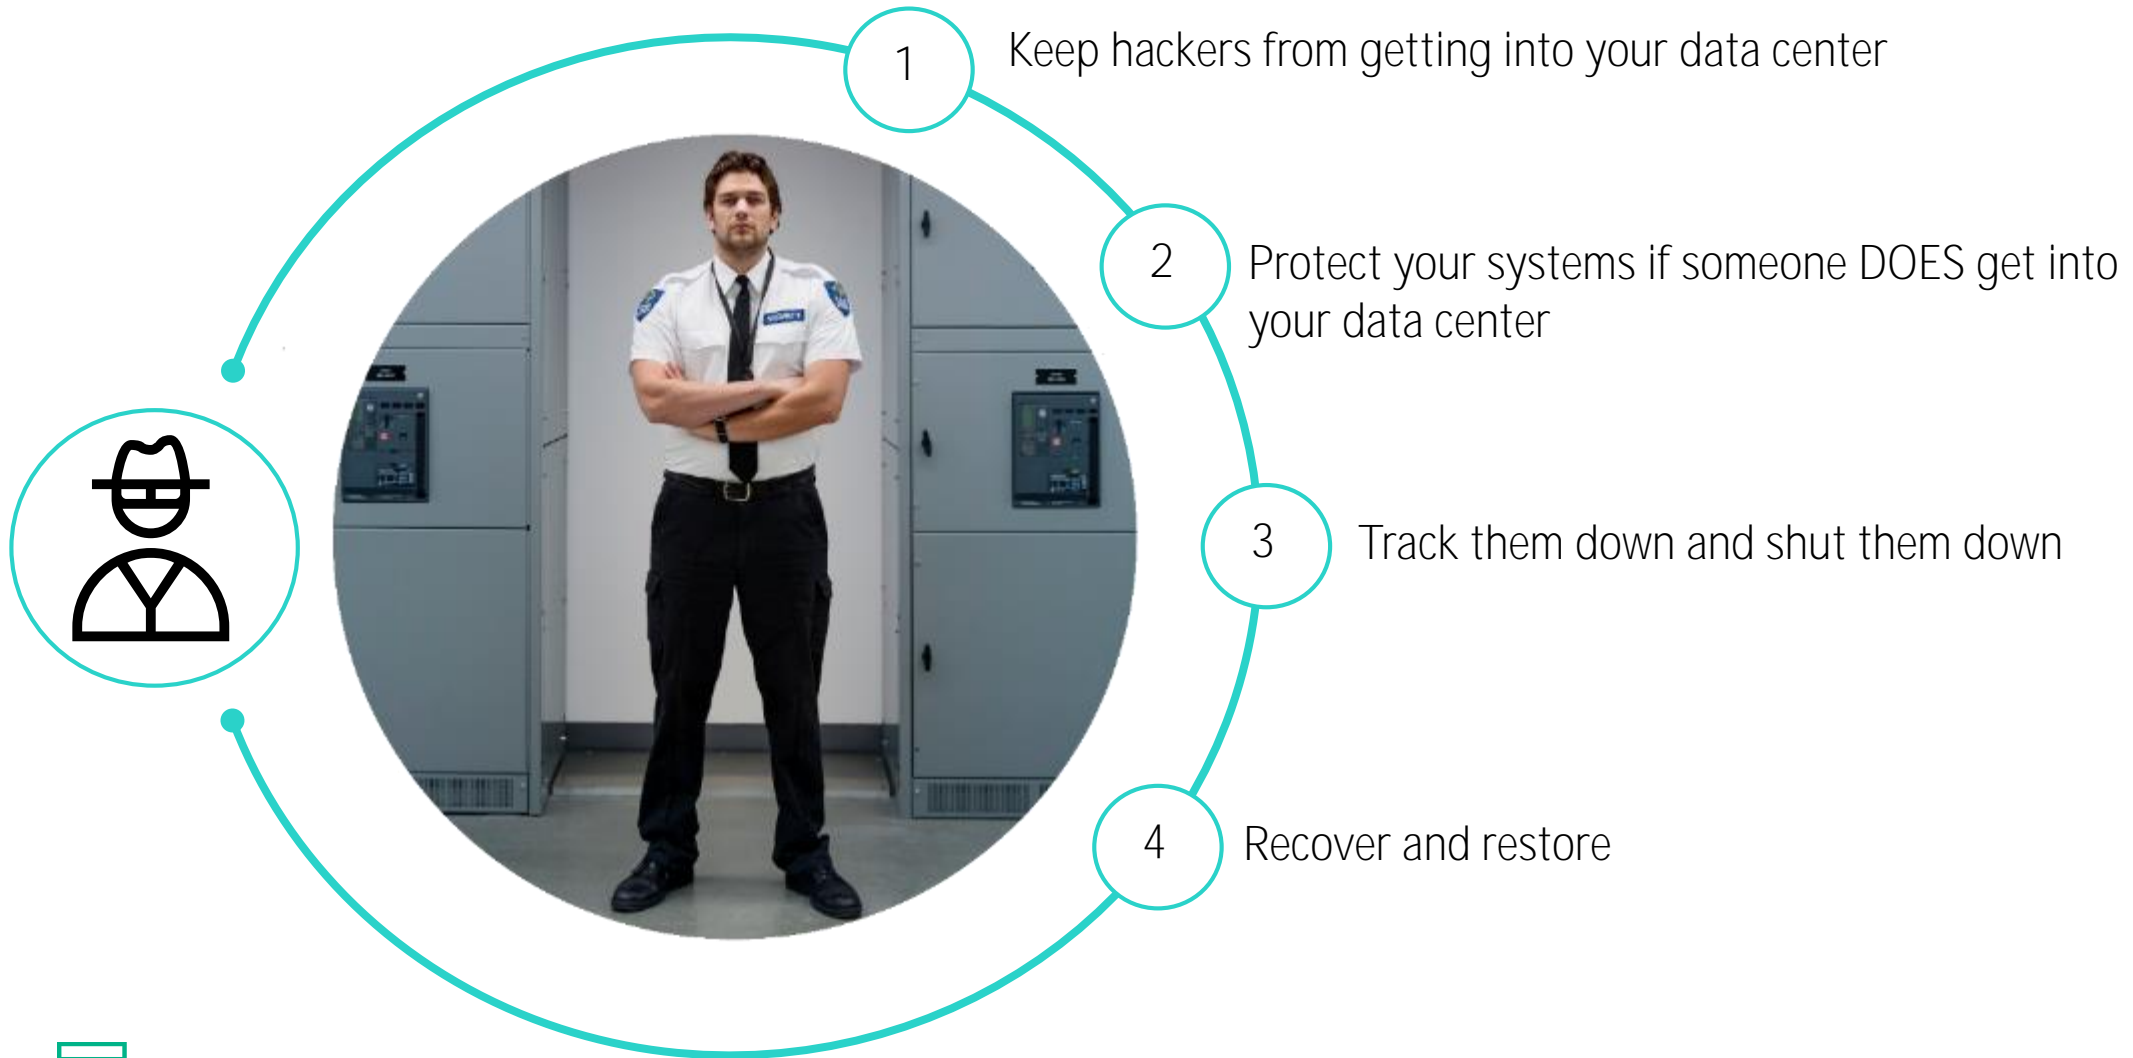 1
Keep hackers from getting into your data center
2
Protect your systems if someone DOES get into
your data center
3
Track them down and shut them down
4
Recover and restore